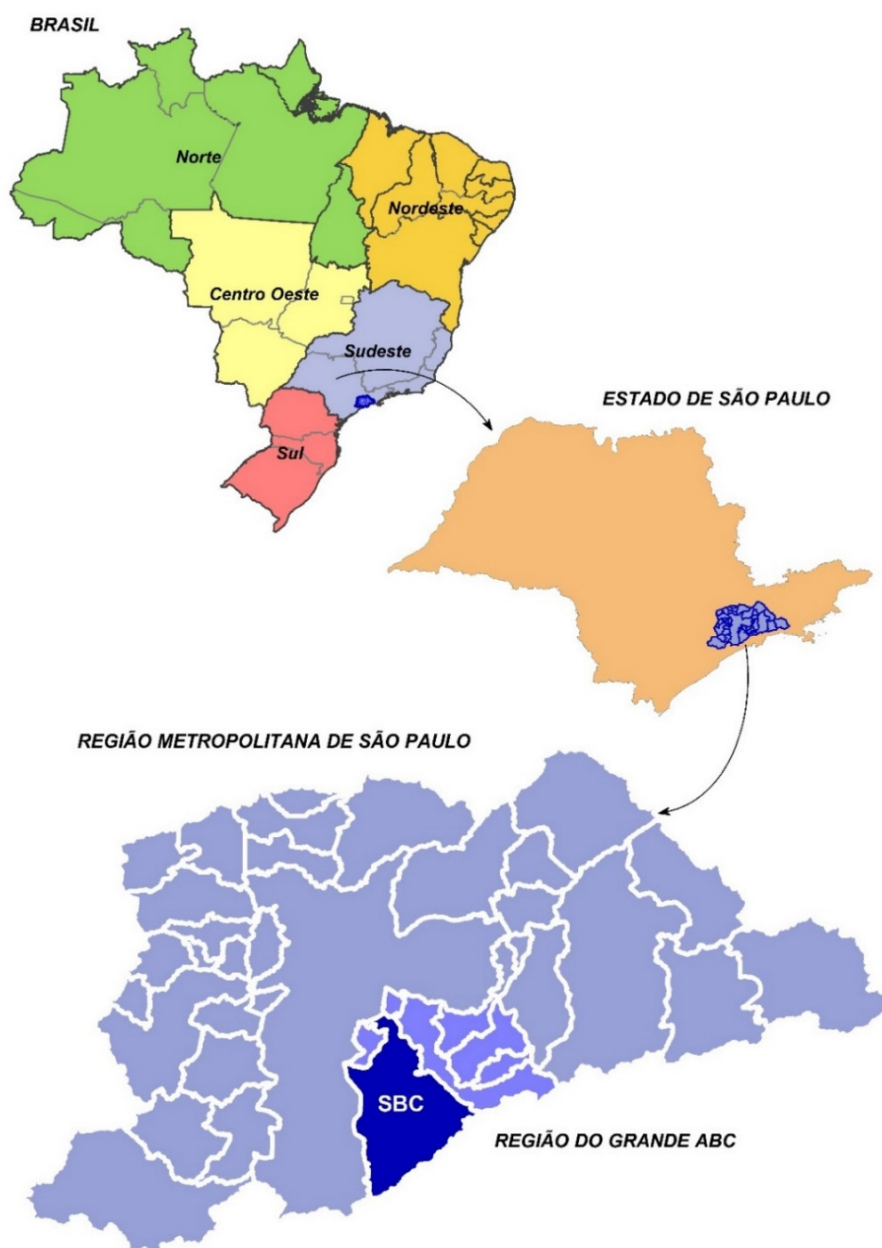 BRASIL
Norte
Nordeste
Centro Oeste
Sudeste
Sul
ESTADO DE SÃO PAULO
REGIÃO METROPOLITANA DE SÃO PAULO
SBC
REGIÃO DO GRANDE ABC